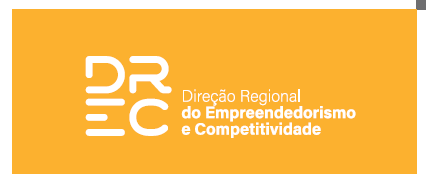 DR
EC
Direção Regional
do Empreendedorismo
e Competitividade